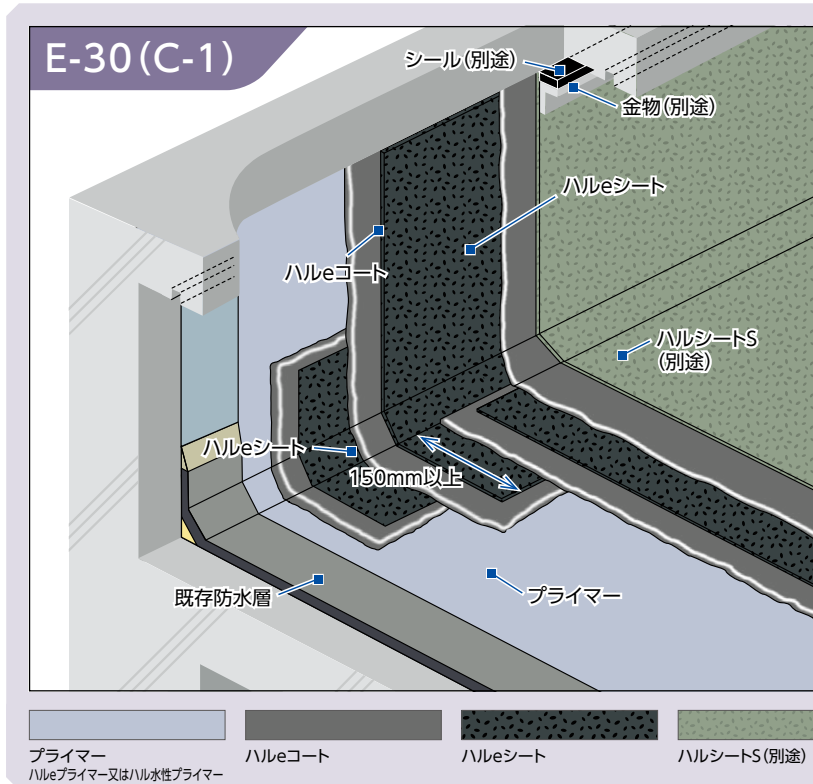 E-30(C-1)
シール(別途)
金物(別途)
ハルeシート
ハルeコート
ハルシートS
(別途)
ハルeシート
150mm以上
既存防水層
プライマー
プライマー
ハルeプライマー又はハル水性プライマー
ハルeコート
ハルeシート
ハルシートS(別途)